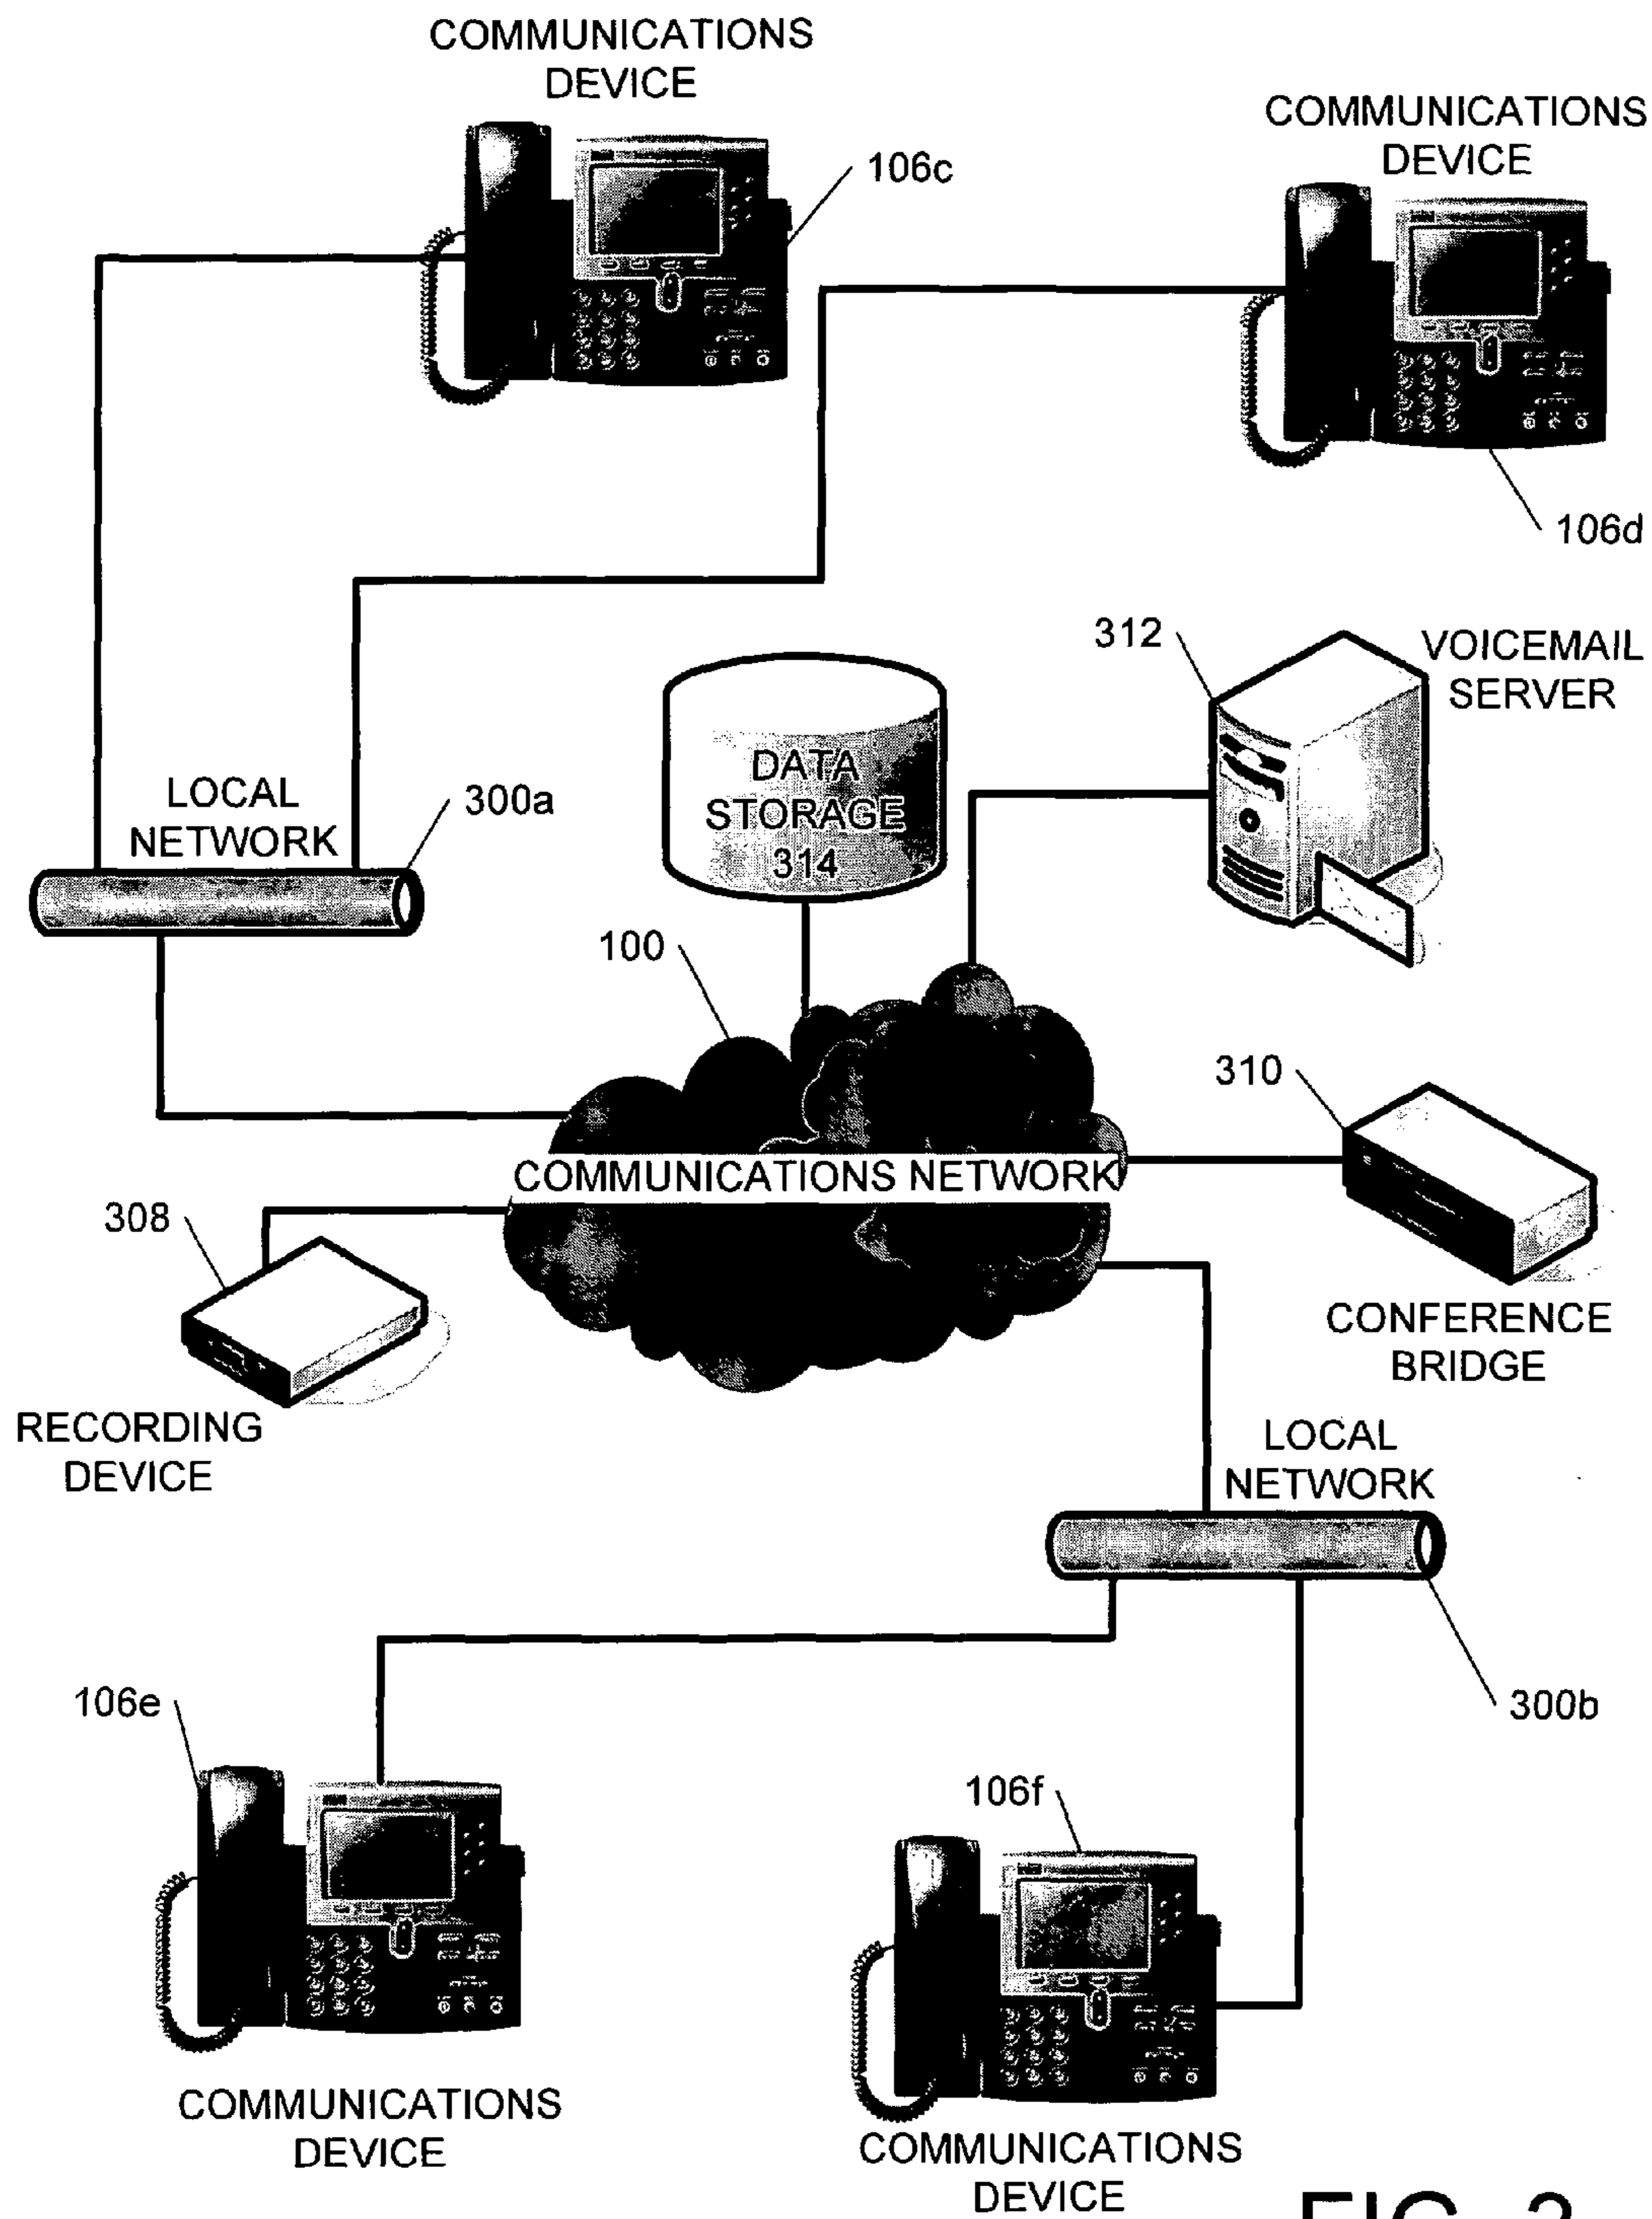 COMMUNICATIONS
DEVICE
106c
COMMUNICATIONS
DEVICE
106d
312
VOICEMAIL
SERVER
DATA
STORAGE
314
LOCAL
NETWORK
300a
100
310
COMMUNICATIONS NETWORK
308
CONFERENCE
BRIDGE
RECORDING
DEVICE
LOCAL
NETWORK
300b
106e
106f
COMMUNICATIONS
DEVICE
COMMUNICATIONS
DEVICE